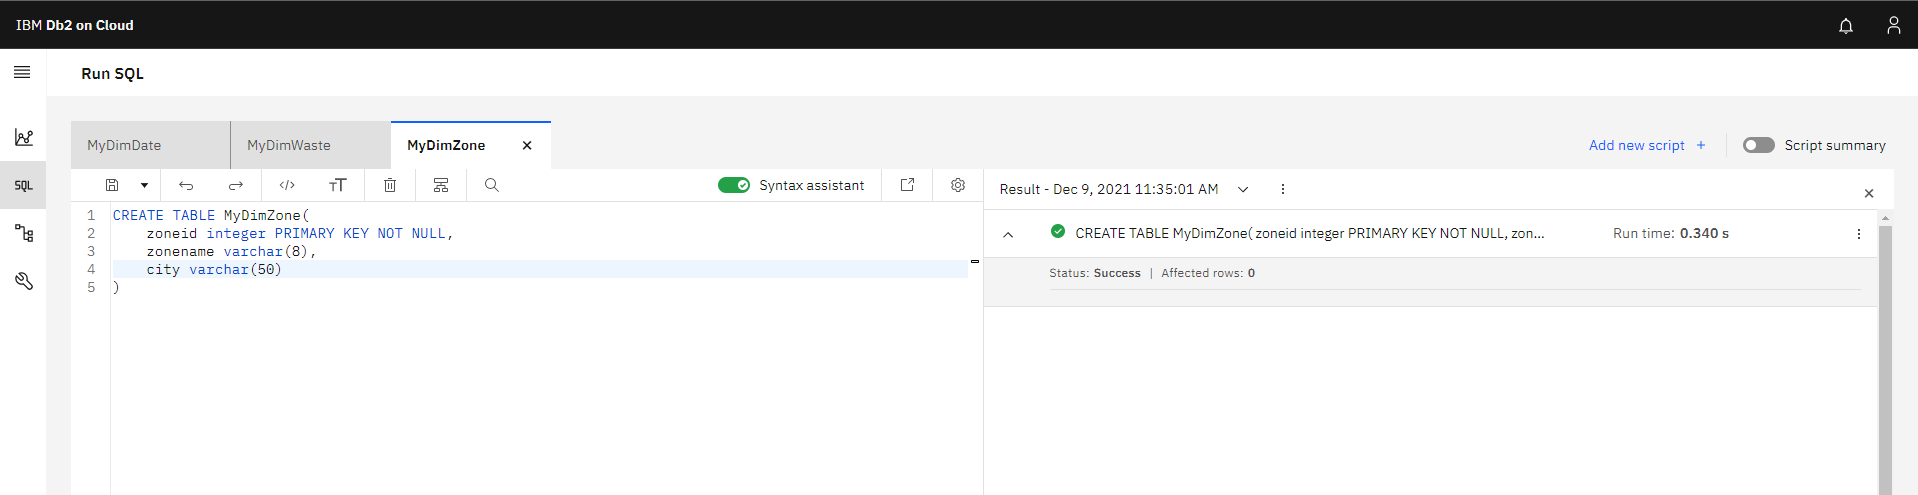 IBM Db2 on Cloud
Run SQL
MyDimDate
MyDimWaste
MyDimZone
Add new script +
Script summary
SQL
</> TT
Syntax assistant
Result - Dec 9, 2021 11:35:01 AM
1 CREATE TABLE MyDimZone(
2 zoneid integer PRIMARY KEY NOT NULL,
3 zonename varchar(8),
4 city varchar(50)
5 )
CREATE TABLE MyDimZone( zoneid integer PRIMARY KEY NOT NULL, zon...
Run time: 0.340 s
Status: Success | Affected rows: 0